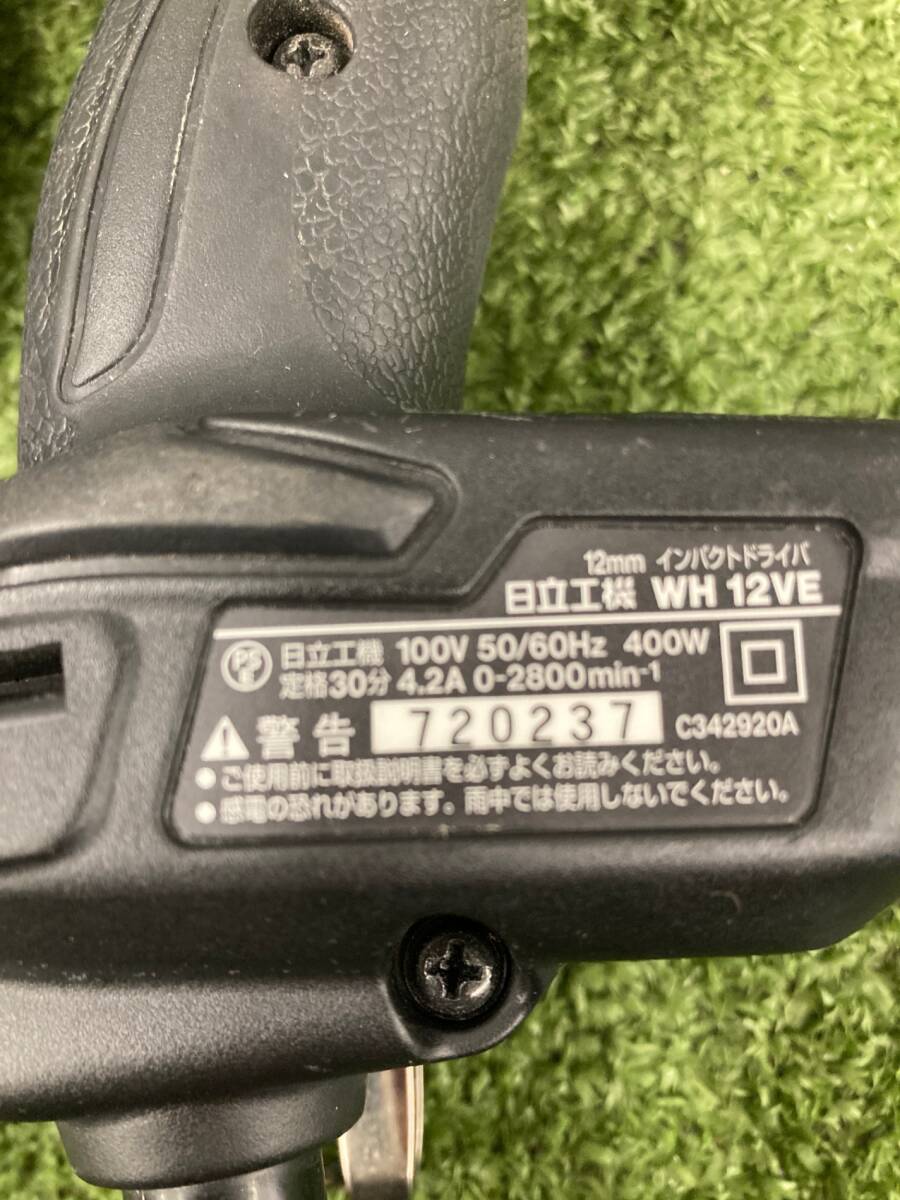 12mm インパクトドライバ
日立工機 WH 12VE
PS E 日立工機 100V 50/60Hz 400W
定格30分 4.2A 0-2800min-1
警告 720237 C342920A
● ご使用前に取扱説明書を必ずよくお読みください。
● 感電の恐れがあります。雨中では使用しないでください。